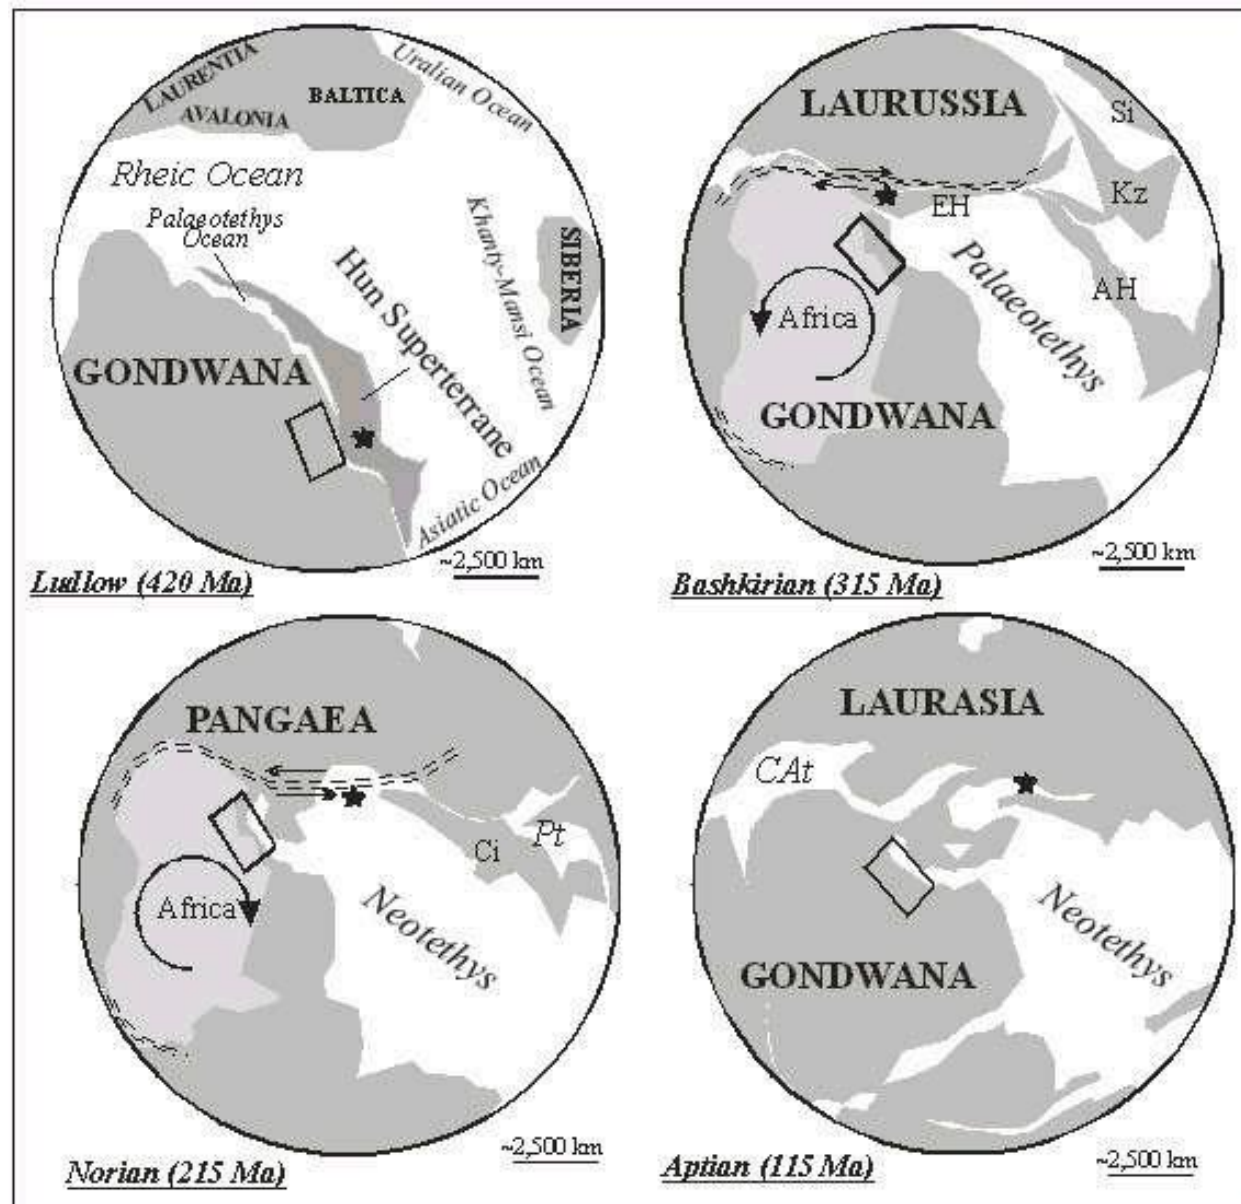 LAURENTIA
AVALONIA
BALTICA
Uralian Ocean
Rheic Ocean
Palaeotethys
Ocean
Hun Superterrane
Khanty-Mansi Ocean
SIBERIA
GONDWANA
Asiatic Ocean
~2,500 km
Ludlow (420 Ma)
LAURUSSIA
Si
Kz
EH
AH
Palaeotethys
Africa
GONDWANA
~2,500 km
Bashkirian (315 Ma)
PANGAEA
Pt
Ci
Africa
Neotethys
~2,500 km
Norian (215 Ma)
LAURASIA
CAt
Neotethys
GONDWANA
~2,500 km
Aptian (115 Ma)